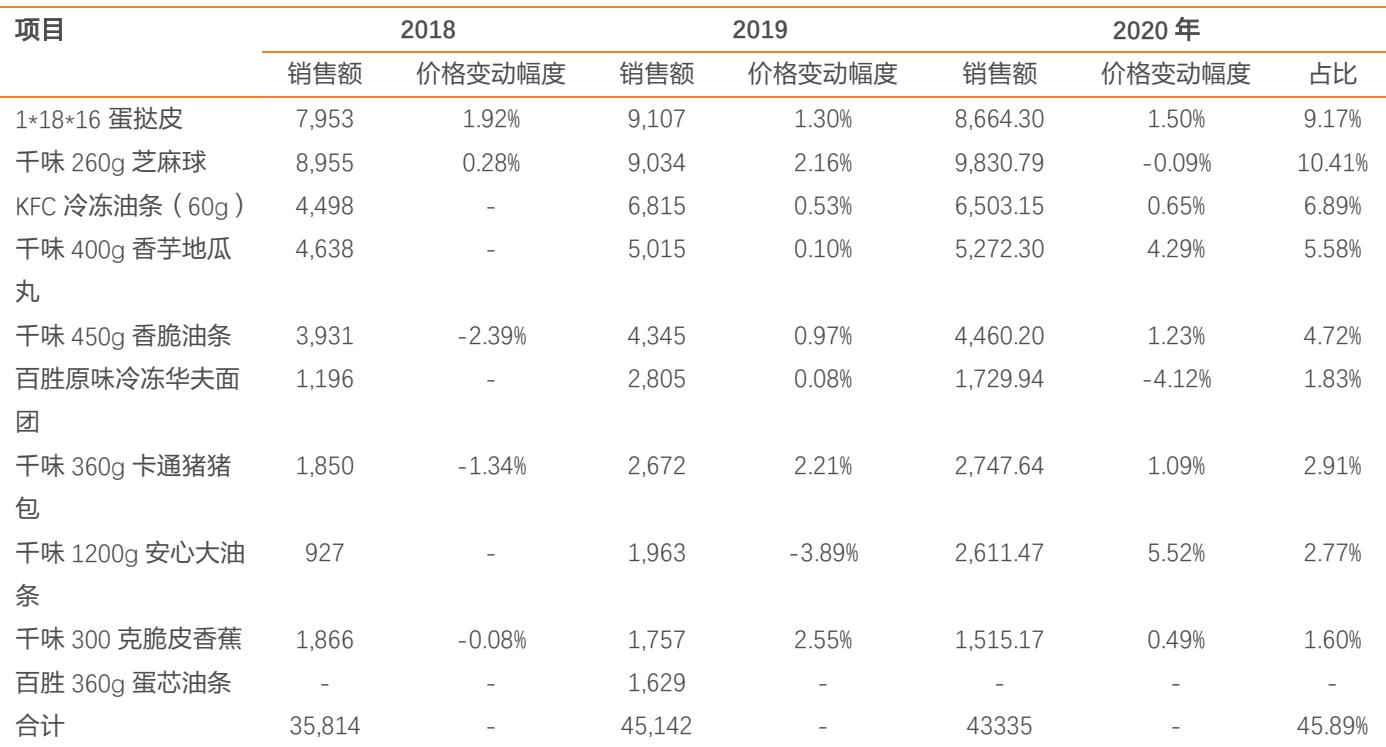 项目 2018 2019 2020 年
销售额 价格变动幅度 销售额 价格变动幅度 销售额 价格变动幅度 占比
1*18*16 蛋挞皮 7,953 1.92% 9,107 1.30% 8,664.30 1.50% 9.17%
千味 260g 芝麻球 8,955 0.28% 9,034 2.16% 9,830.79 -0.09% 10.41%
KFC 冷冻油条（60g） 4,498 - 6,815 0.53% 6,503.15 0.65% 6.89%
千味 400g 香芋地瓜 4,638 - 5,015 0.10% 5,272.30 4.29% 5.58%
丸
千味 450g 香脆油条 3,931 -2.39% 4,345 0.97% 4,460.20 1.23% 4.72%
百胜原味冷冻华夫面 1,196 - 2,805 0.08% 1,729.94 -4.12% 1.83%
团
千味 360g 卡通猪猪 1,850 -1.34% 2,672 2.21% 2,747.64 1.09% 2.91%
包
千味 1200g 安心大油 927 - 1,963 -3.89% 2,611.47 5.52% 2.77%
条
千味 300 克脆皮香蕉 1,866 -0.08% 1,757 2.55% 1,515.17 0.49% 1.60%
百胜 360g 蛋芯油条 - - 1,629 - - - -
合计 35,814 - 45,142 - 43335 - 45.89%